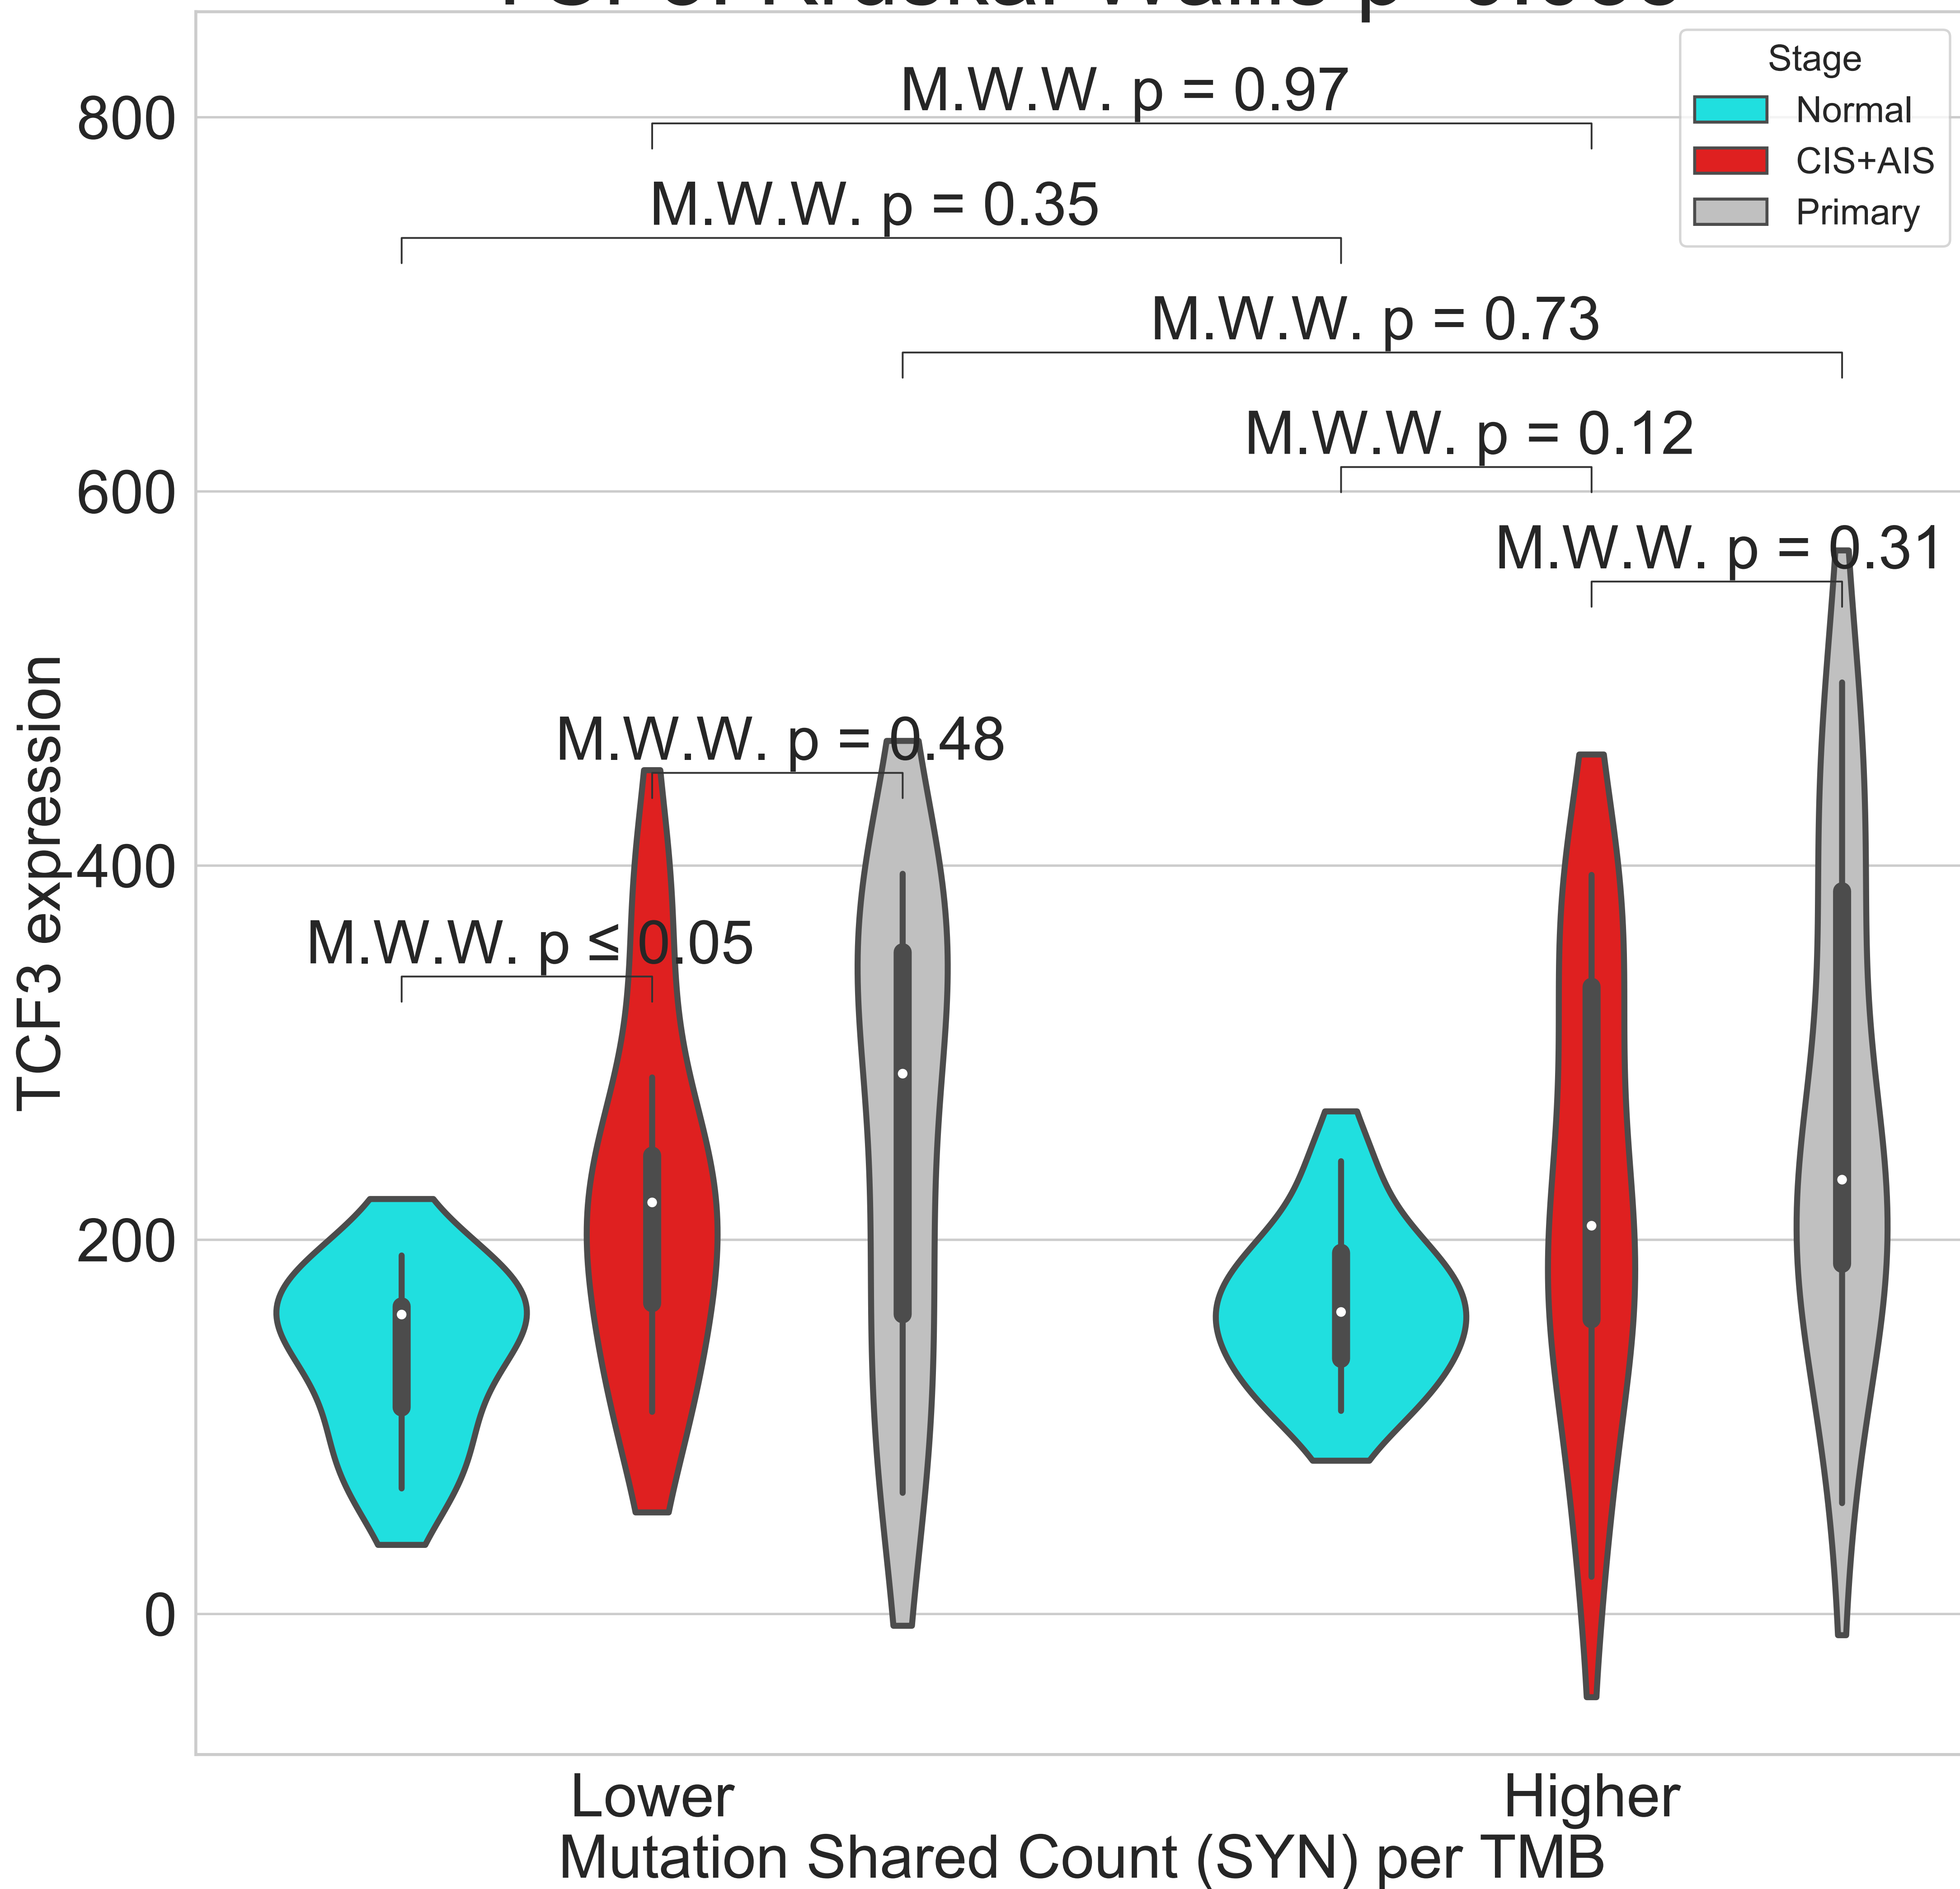 M.W.W. p = 0.97
M.W.W. p = 0.35
M.W.W. p = 0.73
M.W.W. p = 0.12
M.W.W. p = 0.31
M.W.W. p = 0.48
M.W.W. p ≤ 0.05
Stage
Normal
CIS+AIS
Primary
800
600
400
200
0
TCF3 expression
Lower
Higher
Mutation Shared Count (SYN) per TMB